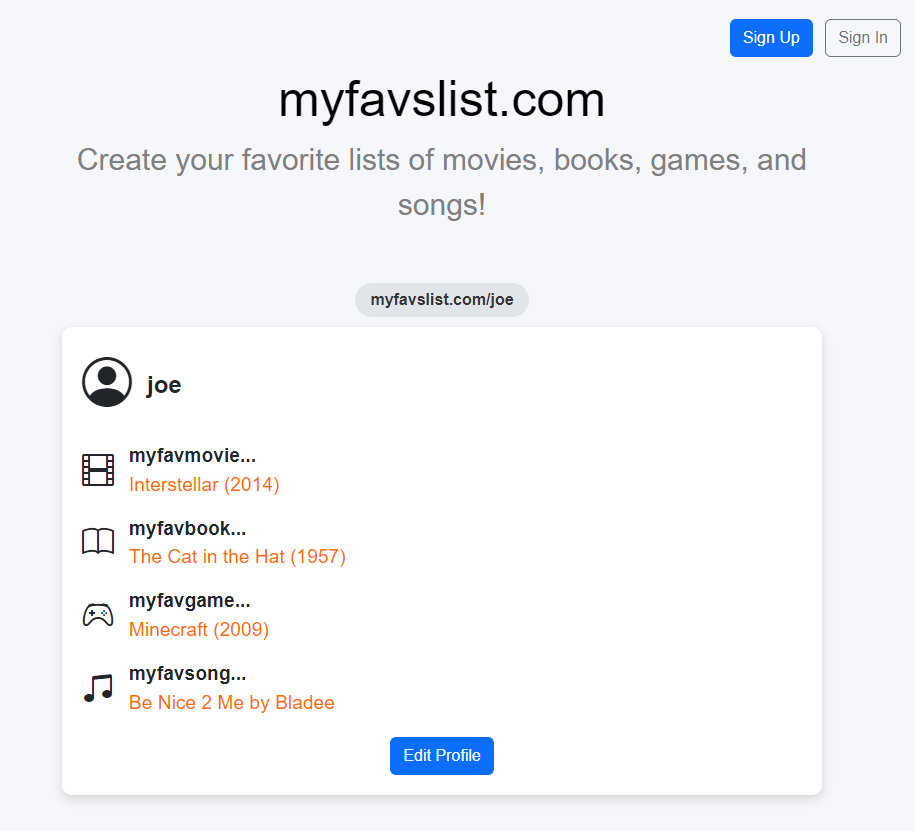 Sign Up
Sign In
myfavslist.com
Create your favorite lists of movies, books, games, and
songs!
myfavslist.com/joe
joe
myfavmovie...
Interstellar (2014)
myfavbook...
The Cat in the Hat (1957)
myfavgame...
Minecraft (2009)
myfavsong...
Be Nice 2 Me by Bladee
Edit Profile